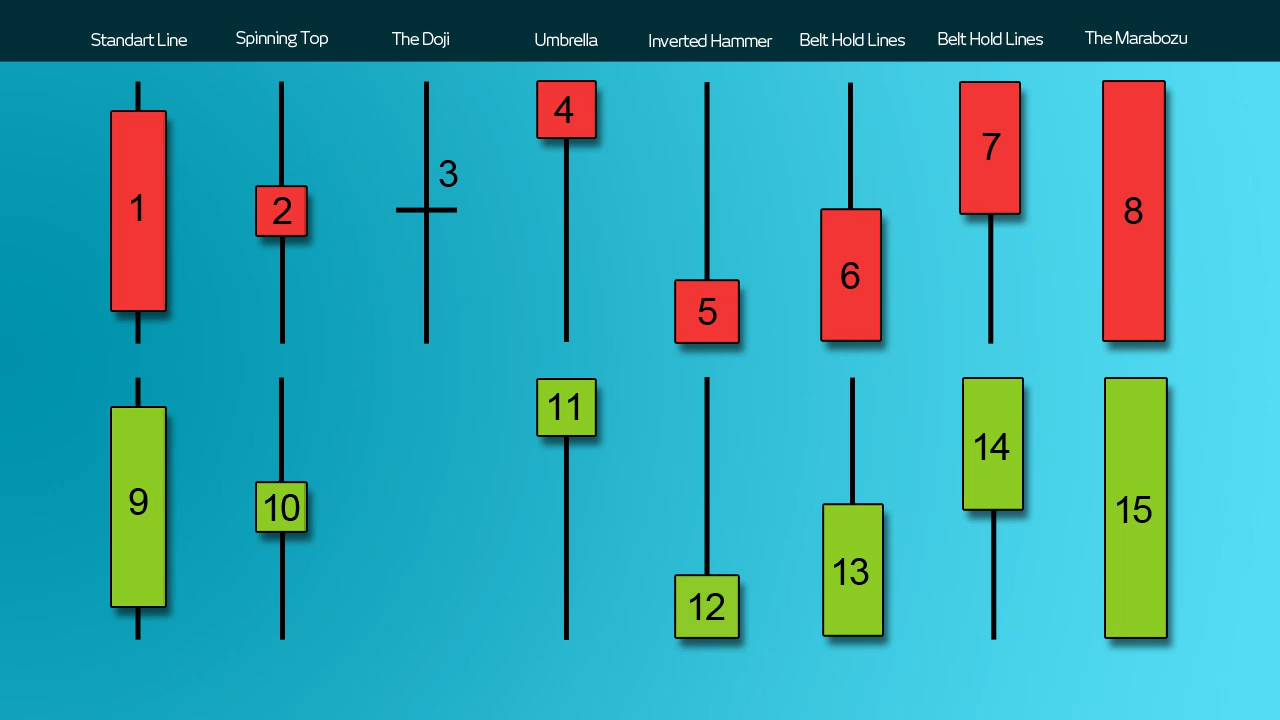 Standart Line Spinning Top The Doji Umbrella Inverted Hammer Belt Hold Lines Belt Hold Lines The Marabozu
1 2 3 4 5 6 7 8
9 10 11 12 13 14 15